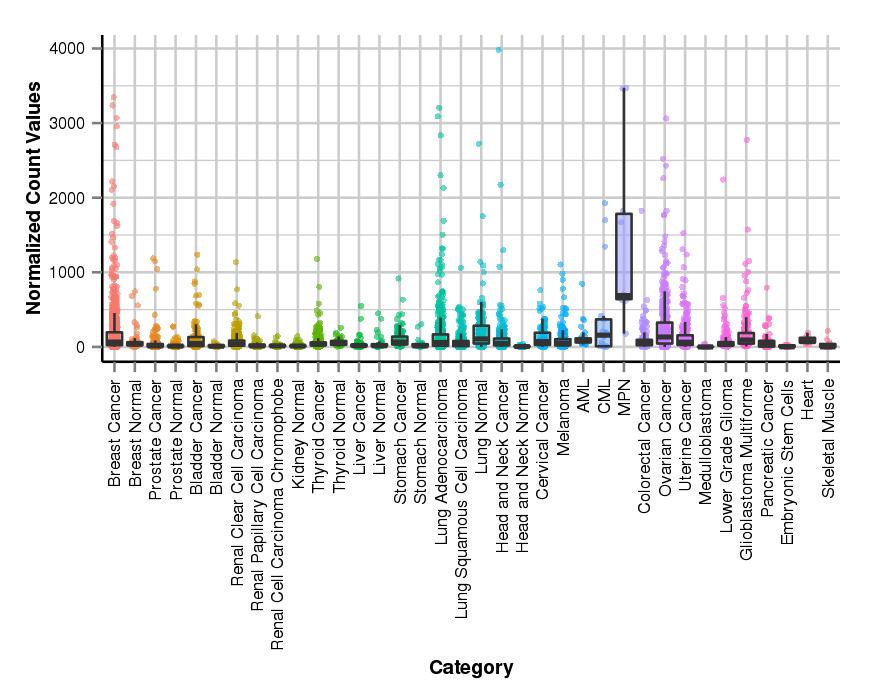 4000
3000
2000
1000
0
Normalized Count Values
Breast Cancer
Breast Normal
Prostate Cancer
Prostate Normal
Bladder Cancer
Bladder Normal
Renal Clear Cell Carcinoma
Renal Papillary Cell Carcinoma
Renal Cell Carcinoma Chromophobe
Kidney Normal
Thyroid Cancer
Thyroid Normal
Liver Cancer
Liver Normal
Stomach Cancer
Stomach Normal
Lung Adenocarcinoma
Lung Squamous Cell Carcinoma
Lung Normal
Head and Neck Cancer
Head and Neck Normal
Cervical Cancer
Melanoma
AML
CML
MPN
Colorectal Cancer
Ovarian Cancer
Uterine Cancer
Medulloblastoma
Lower Grade Glioma
Glioblastoma Multiforme
Pancreatic Cancer
Embryonic Stem Cells
Heart
Skeletal Muscle
Category